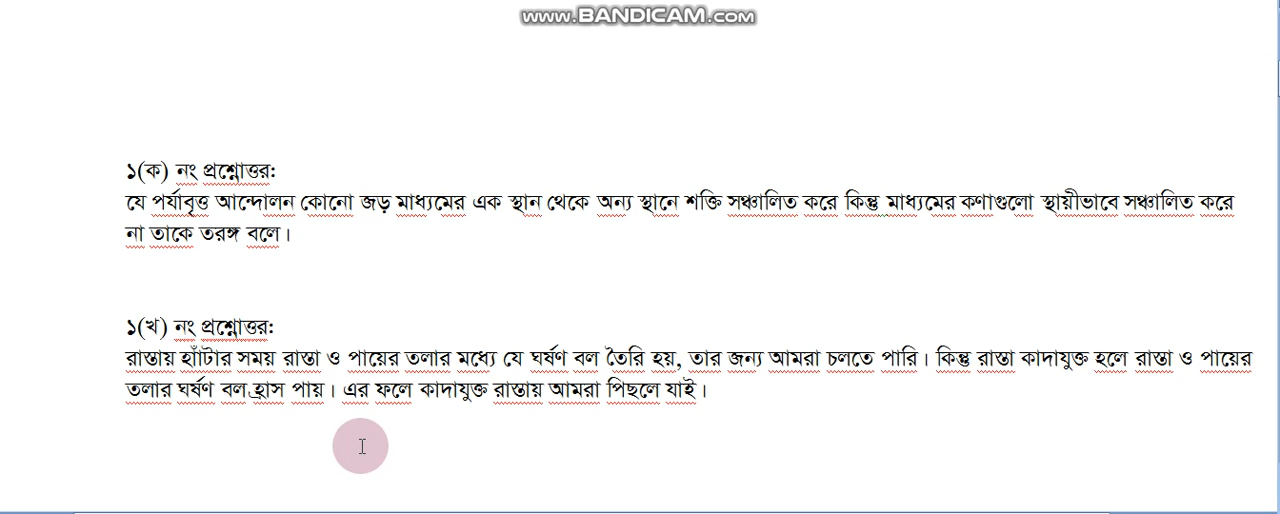 www.BANDICAM.com
১(ক) নং প্রশ্নোত্তর:
যে পর্যাবৃত্ত আন্দোলন কোনো জড় মাধ্যমের এক স্থান থেকে অন্য স্থানে শক্তি সঞ্চালিত করে কিন্তু মাধ্যমের কণাগুলো স্থায়ীভাবে সঞ্চালিত করে
না তাকে তরঙ্গ বলে।
১(খ) নং প্রশ্নোত্তর:
রাস্তায় হাঁটার সময় রাস্তা ও পায়ের তলার মধ্যে যে ঘর্ষণ বল তৈরি হয়, তার জন্য আমরা চলতে পারি। কিন্তু রাস্তা কাদাযুক্ত হলে রাস্তা ও পায়ের
তলার ঘর্ষণ বল হ্রাস পায়। এর ফলে কাদাযুক্ত রাস্তায় আমরা পিছলে যাই।